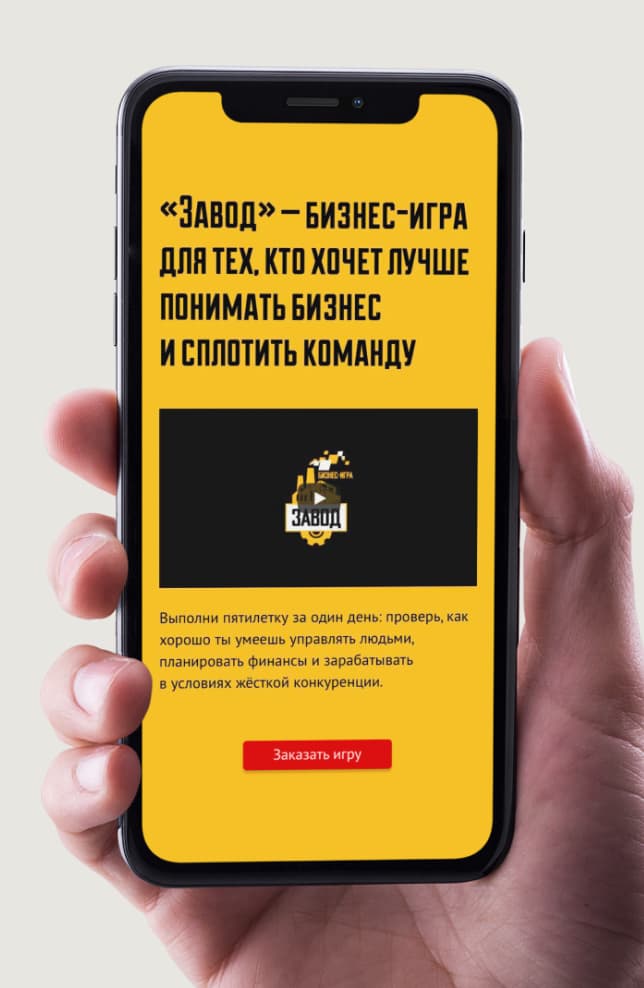 «Завод» — бизнес-игра
для тех, кто хочет лучше
понимать бизнес
и сплотить команду
БИЗНЕС-ИГРА
ЗАВОД
Выполни пятилетку за один день: проверь, как
хорошо ты умеешь управлять людьми,
планировать финансы и зарабатывать
в условиях жёсткой конкуренции.
Заказать игру